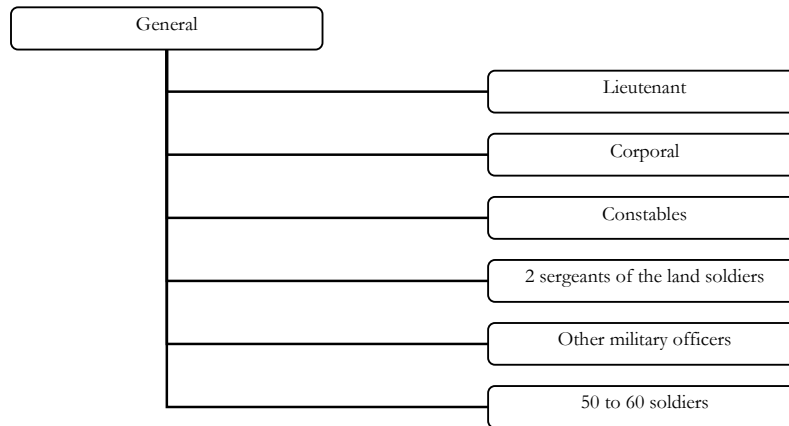 General
Lieutenant
Corporal
Constables
2 sergeants of the land soldiers
Other military officers
50 to 60 soldiers